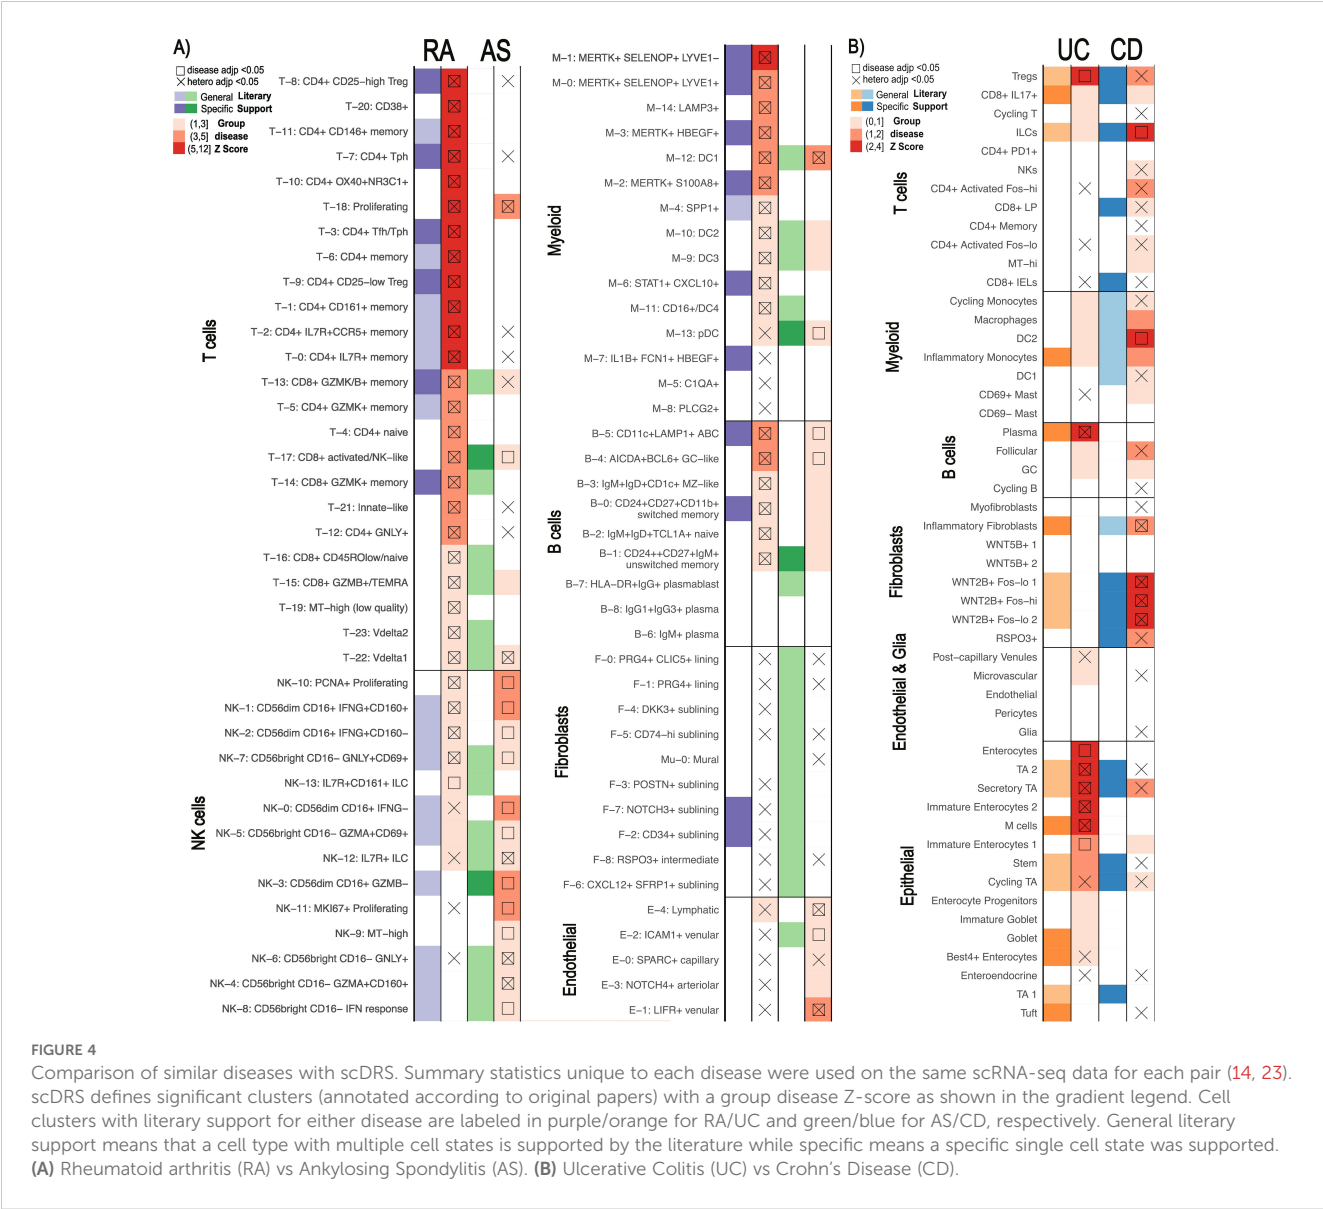 A)
RA AS
□ disease adjp <0.05
× hetero adjp <0.05
General Literary
Specific Support
(1,3] Group
(3,5] disease
(5,12] Z Score
T cells
T−8: CD4+ CD25−high Treg
T−20: CD38+
T−11: CD4+ CD146+ memory
T−7: CD4+ Tph
T−10: CD4+ OX40+NR3C1+
T−18: Proliferating
T−3: CD4+ Tfh/Tph
T−6: CD4+ memory
T−9: CD4+ CD25−low Treg
T−1: CD4+ CD161+ memory
T−2: CD4+ IL7R+CCR5+ memory
T−0: CD4+ IL7R+ memory
T−13: CD8+ GZMK/B+ memory
T−5: CD4+ GZMK+ memory
T−4: CD4+ naive
T−17: CD8+ activated/NK−like
T−14: CD8+ GZMK+ memory
T−21: Innate−like
T−12: CD4+ GNLY+
T−16: CD8+ CD45ROlow/naive
T−15: CD8+ GZMB+/TEMRA
T−19: MT−high (low quality)
T−23: Vdelta2
T−22: Vdelta1
NK cells
NK−10: PCNA+ Proliferating
NK−1: CD56dim CD16+ IFNG+CD160+
NK−2: CD56dim CD16+ IFNG+CD160−
NK−7: CD56bright CD16− GNLY+CD69+
NK−13: IL7R+CD161+ ILC
NK−0: CD56dim CD16+ IFNG−
NK−5: CD56bright CD16− GZMA+CD69+
NK−12: IL7R+ ILC
NK−3: CD56dim CD16+ GZMB−
NK−11: MKI67+ Proliferating
NK−9: MT−high
NK−6: CD56bright CD16− GNLY+
NK−4: CD56bright CD16− GZMA+CD160+
NK−8: CD56bright CD16− IFN response
Myeloid
M−1: MERTK+ SELENOP+ LYVE1−
M−0: MERTK+ SELENOP+ LYVE1+
M−14: LAMP3+
M−3: MERTK+ HBEGF+
M−12: DC1
M−2: MERTK+ S100A8+
M−4: SPP1+
M−10: DC2
M−9: DC3
M−6: STAT1+ CXCL10+
M−11: CD16+/DC4
M−13: pDC
M−7: IL1B+ FCN1+ HBEGF+
M−5: C1QA+
M−8: PLCG2+
B cells
B−5: CD11c+LAMP1+ ABC
B−4: AICDA+BCL6+ GC−like
B−3: IgM+IgD+CD1c+ MZ−like
B−0: CD24+CD27+CD11b+
switched memory
B−2: IgM+IgD+TCL1A+ naive
B−1: CD24++CD27+IgM+
unswitched memory
B−7: HLA−DR+IgG+ plasmablast
B−8: IgG1+IgG3+ plasma
B−6: IgM+ plasma
Fibroblasts
F−0: PRG4+ CLIC5+ lining
F−1: PRG4+ lining
F−4: DKK3+ sublining
F−5: CD74−hi sublining
Mu−0: Mural
F−3: POSTN+ sublining
F−7: NOTCH3+ sublining
F−2: CD34+ sublining
F−8: RSPO3+ intermediate
F−6: CXCL12+ SFRP1+ sublining
Endothelial
E−4: Lymphatic
E−2: ICAM1+ venular
E−0: SPARC+ capillary
E−3: NOTCH4+ arteriolar
E−1: LIFR+ venular
B)
UC CD
□ disease adjp <0.05
× hetero adjp <0.05
General Literary
Specific Support
(0,1] Group
(1,2] disease
(2,4] Z Score
T cells
Tregs
CD8+ IL17+
Cycling T
ILCs
CD4+ PD1+
NKs
CD4+ Activated Fos−hi
CD8+ LP
CD4+ Memory
CD4+ Activated Fos−lo
MT−hi
CD8+ IELs
Myeloid
Cycling Monocytes
Macrophages
DC2
Inflammatory Monocytes
DC1
CD69+ Mast
CD69− Mast
B cells
Plasma
Follicular
GC
Cycling B
Fibroblasts
Myofibroblasts
Inflammatory Fibroblasts
WNT5B+ 1
WNT5B+ 2
WNT2B+ Fos−lo 1
WNT2B+ Fos−hi
WNT2B+ Fos−lo 2
RSPO3+
Endothelial & Glia
Post−capillary Venules
Microvascular
Endothelial
Pericytes
Glia
Epithelial
Enterocytes
TA 2
Secretory TA
Immature Enterocytes 2
M cells
Immature Enterocytes 1
Stem
Cycling TA
Enterocyte Progenitors
Immature Goblet
Goblet
Best4+ Enterocytes
Enteroendocrine
TA 1
Tuft
FIGURE 4
Comparison of similar diseases with scDRS. Summary statistics unique to each disease were used on the same scRNA-seq data for each pair (14, 23).
scDRS defines significant clusters (annotated according to original papers) with a group disease Z-score as shown in the gradient legend. Cell
clusters with literary support for either disease are labeled in purple/orange for RA/UC and green/blue for AS/CD, respectively. General literary
support means that a cell type with multiple cell states is supported by the literature while specific means a specific single cell state was supported.
(A) Rheumatoid arthritis (RA) vs Ankylosing Spondylitis (AS). (B) Ulcerative Colitis (UC) vs Crohn's Disease (CD).